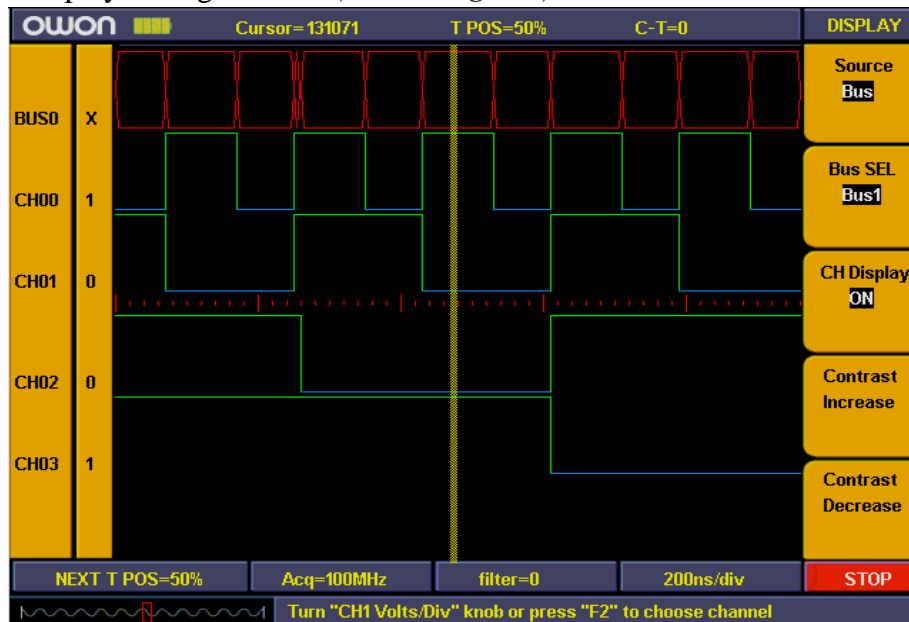 owon Cursor=131071 T POS=50% C-T=0 DISPLAY
Source
Bus
BUS0 X
Bus SEL
Bus1
CH00 1
CH Display
ON
CH01 0
CH02 0
Contrast
Increase
CH03 1
Contrast
Decrease
NEXT T POS=50% Acq=100MHz filter=0 200ns/div STOP
Turn "CH1 Volts/Div" knob or press "F2" to choose channel